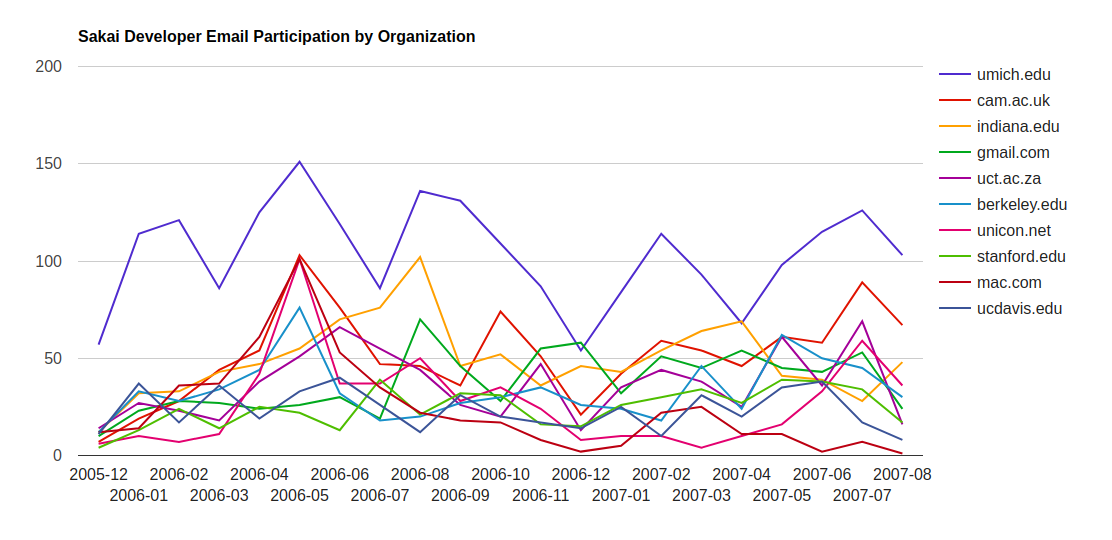 Sakai Developer Email Participation by Organization
200
150
100
50
0
2005-12
2006-01
2006-02
2006-03
2006-04
2006-05
2006-06
2006-07
2006-08
2006-09
2006-10
2006-11
2006-12
2007-01
2007-02
2007-03
2007-04
2007-05
2007-06
2007-07
2007-08
umich.edu
cam.ac.uk
indiana.edu
gmail.com
uct.ac.za
berkeley.edu
unicon.net
stanford.edu
mac.com
ucdavis.edu